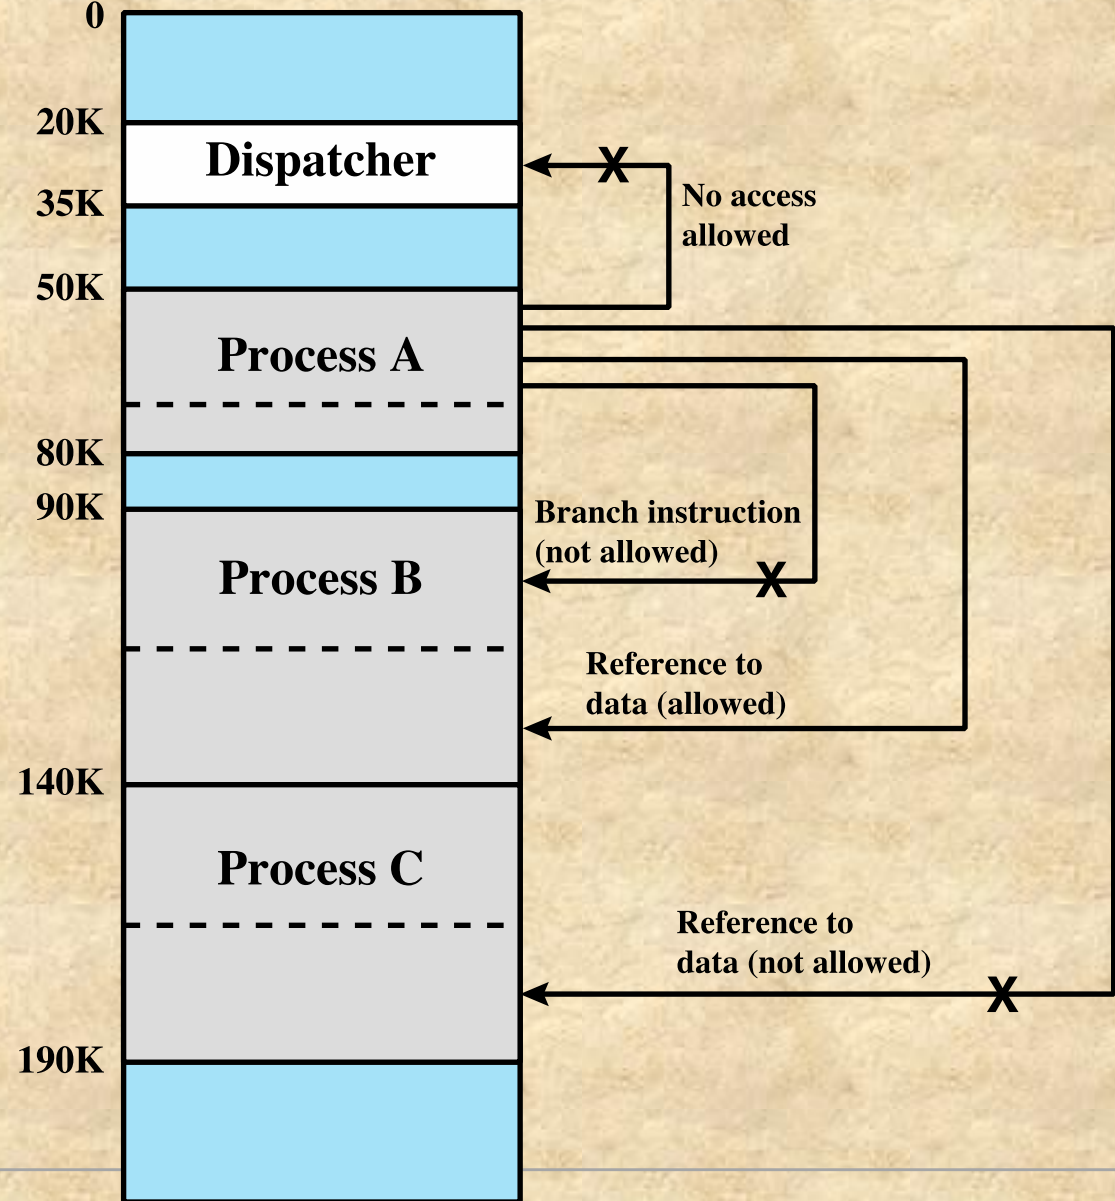 0
20K
Dispatcher
35K
No access
allowed
50K
Process A
80K
90K
Branch instruction
(not allowed)
Process B
Reference to
data (allowed)
140K
Process C
Reference to
data (not allowed)
190K
X
X
X